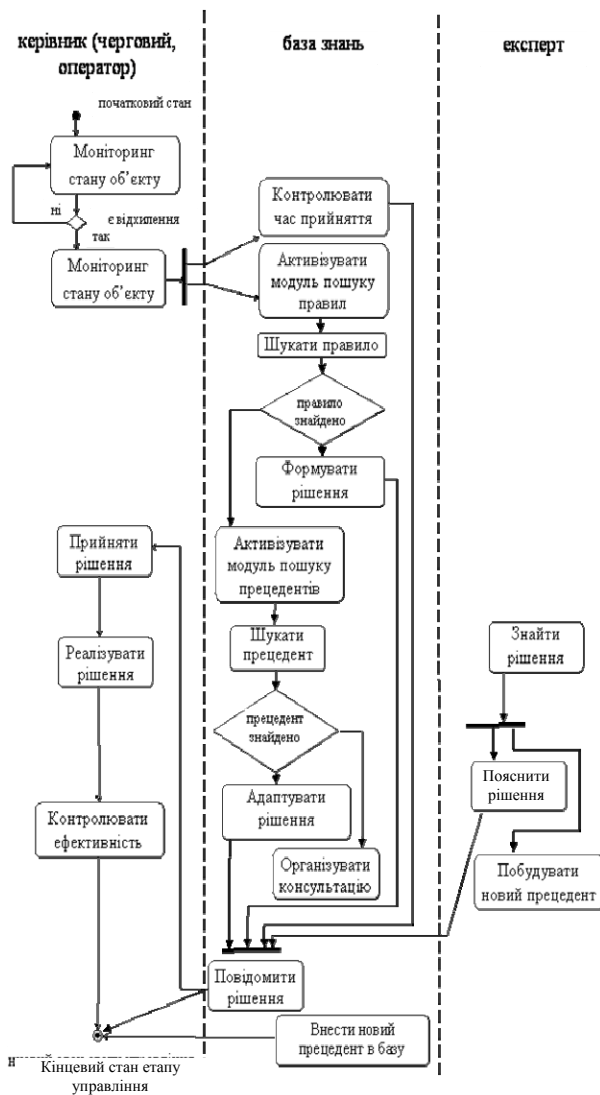 керівник (черговий,
оператор)
база знань
експерт
початковий стан
Моніторинг
стану об’єкту
ні
є відхилення
так
Моніторинг
стану об’єкту
Контролювати
час прийняття
Активізувати
модуль пошуку
правил
Шукати правило
правило
знайдено
Формувати
рішення
Прийняти
рішення
Активізувати
модуль пошуку
прецедентів
Шукати
прецедент
Реалізувати
рішення
Знайти
рішення
прецедент
знайдено
Пояснити
рішення
Адаптувати
рішення
Контролювати
ефективність
Організувати
консультацію
Побудувати
новий прецедент
Повідомити
рішення
Внести новий
прецедент в базу
Кінцевий стан етапу
управління